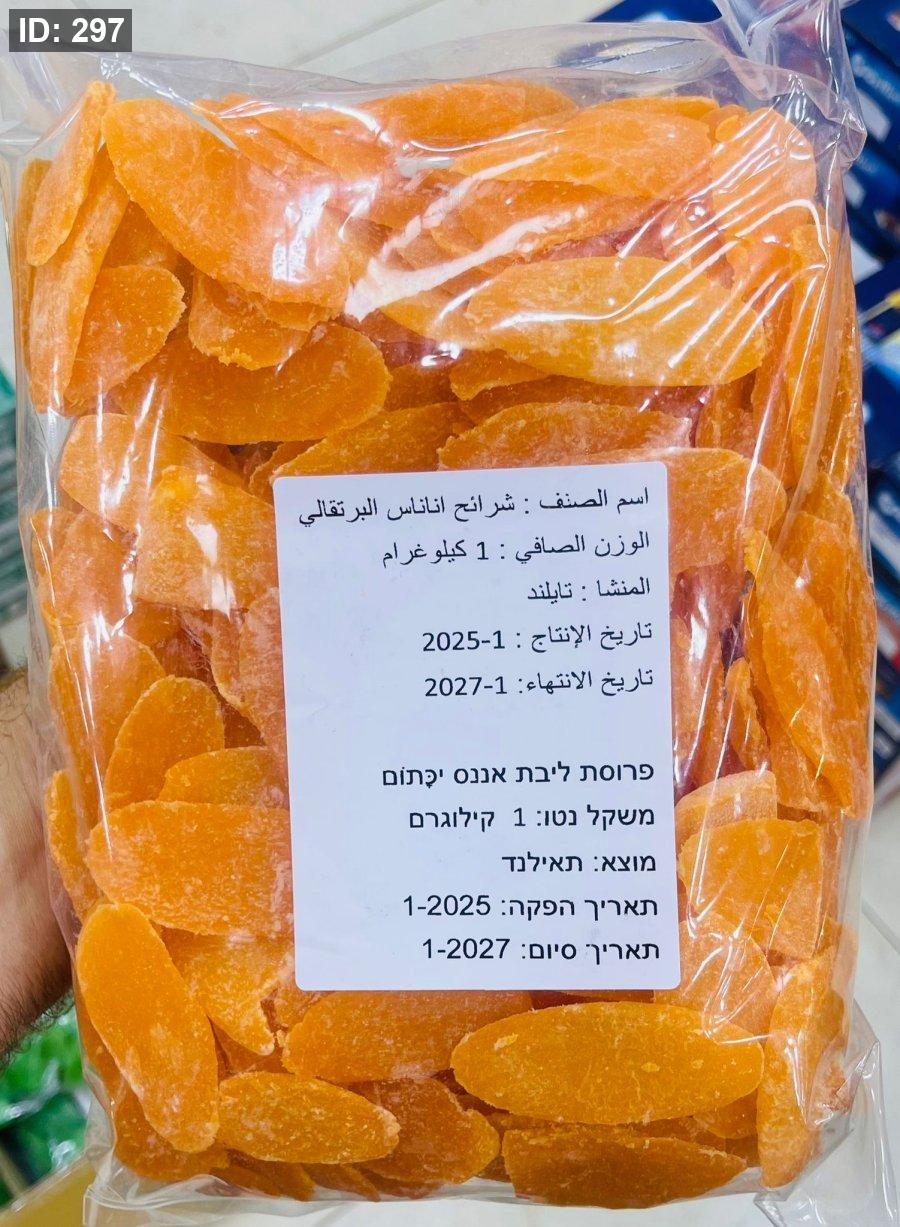 ID: 297
اسم الصنف : شرائح اناناس البرتقالي
الوزن الصافي : 1 كيلوغرام
المنشا : تايلند
تاريخ الإنتاج : 1-2025
تاريخ الانتهاء: 1-2027
פרוסת ליבת אננס יכָּתוֹם
משקל נטו: 1 קילוגרם
מוצא: תאילנד
תאריך הפקה: 1-2025
תאריך סיום: 1-2027